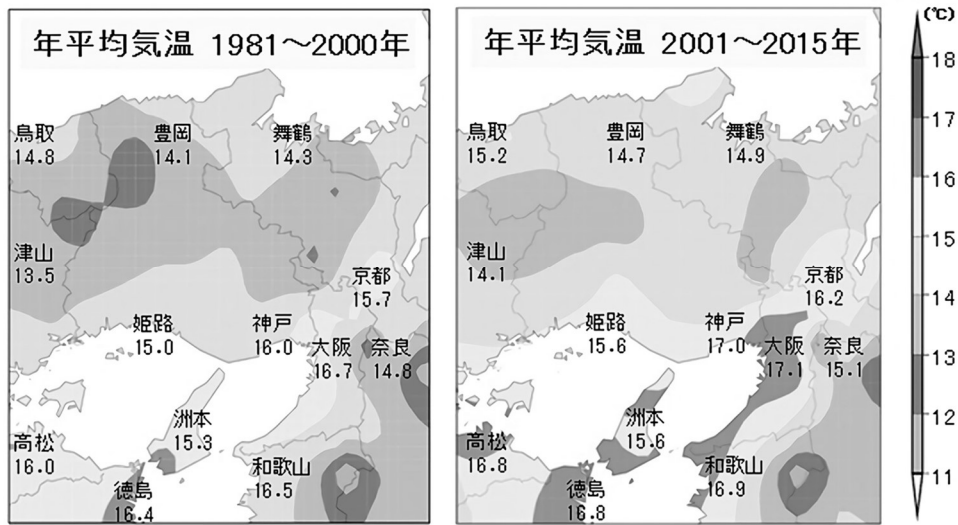 年平均気温 1981～2000年
鳥取
14.8
豊岡
14.1
舞鶴
14.3
津山
13.5
京都
15.7
姫路
15.0
神戸
16.0
大阪
16.7
奈良
14.8
洲本
15.3
高松
16.0
和歌山
16.5
徳島
16.4
年平均気温 2001～2015年
鳥取
15.2
豊岡
14.7
舞鶴
14.9
津山
14.1
京都
16.2
姫路
15.6
神戸
17.0
大阪
17.1
奈良
15.1
洲本
15.6
高松
16.8
和歌山
16.9
徳島
16.8
(℃)
18
17
16
15
14
13
12
11